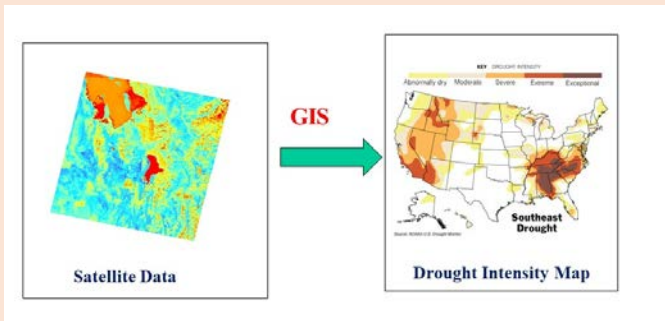 GIS
Satellite Data
KEY DROUGHT INTENSITY
Abnormally dry Moderate Severe Extreme Exceptional
Southeast
Drought
Drought Intensity Map